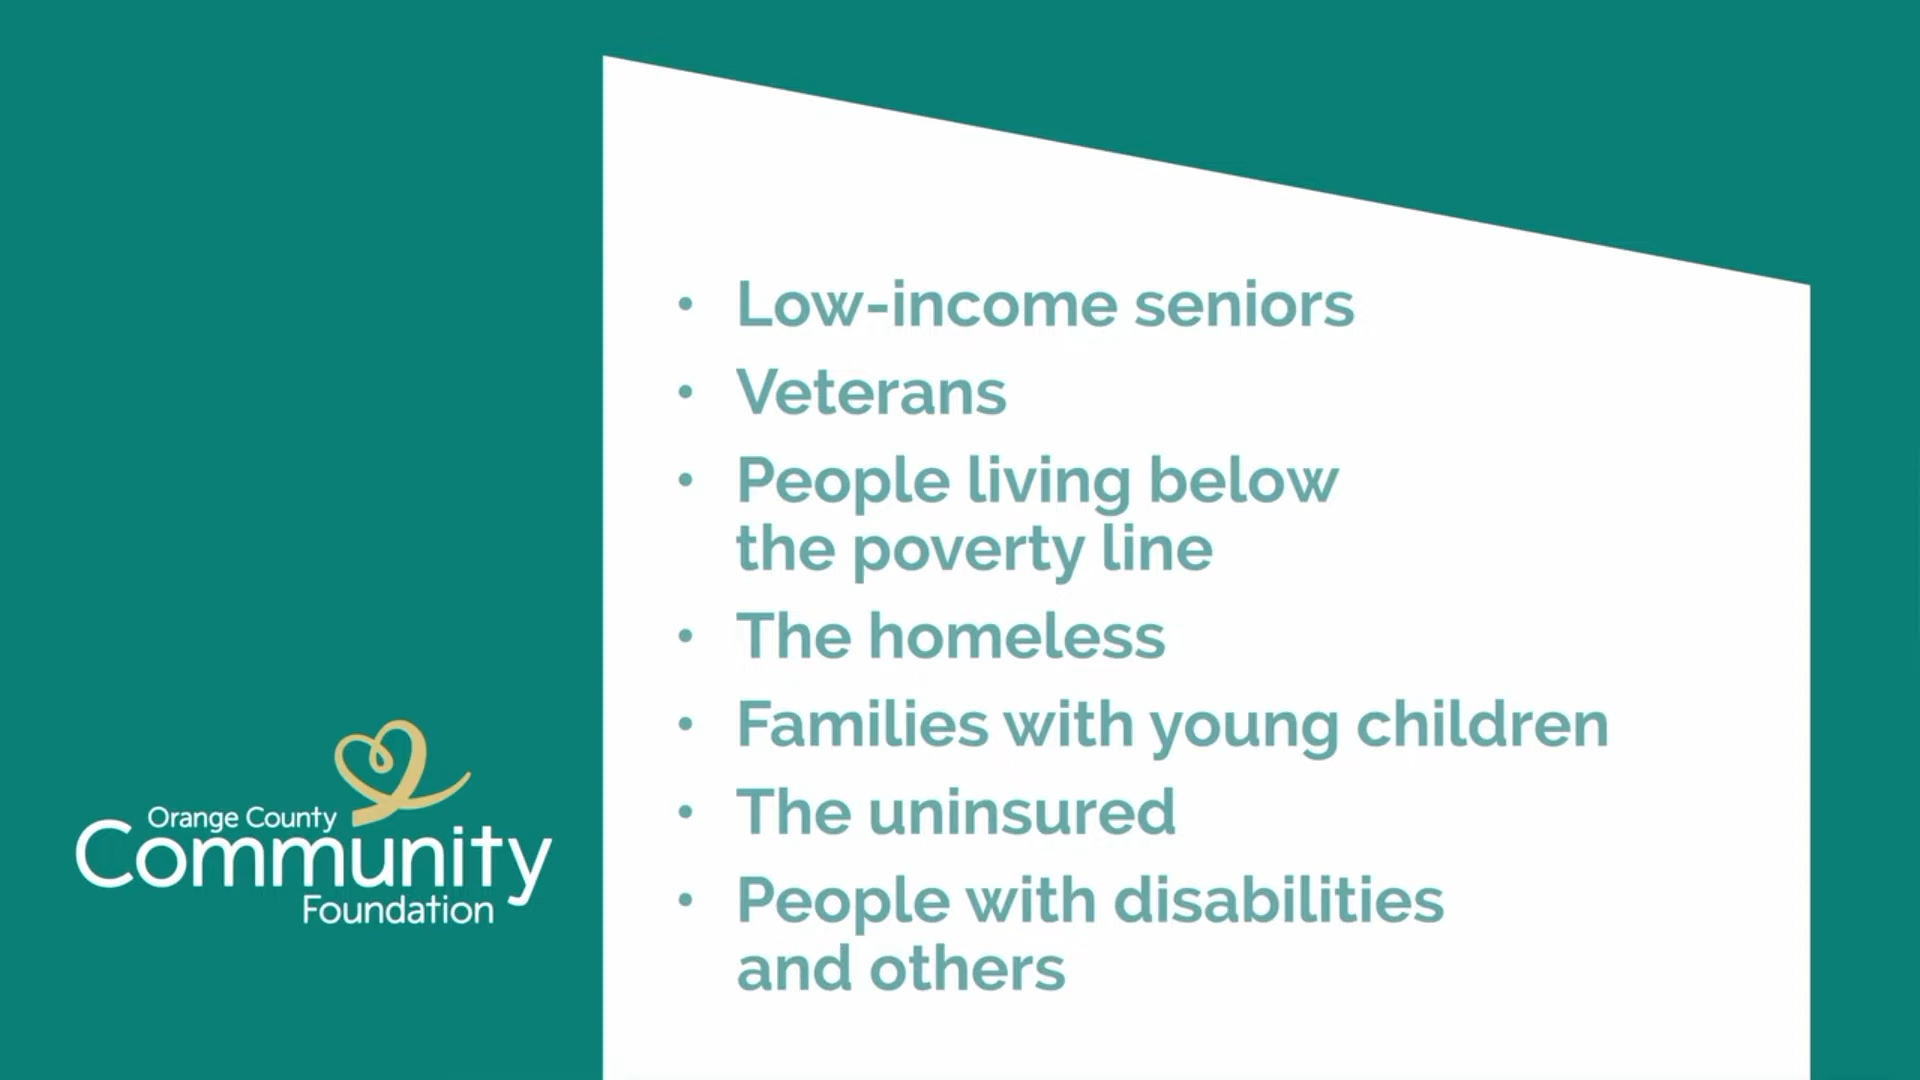 • Low-income seniors
• Veterans
• People living below
the poverty line
• The homeless
• Families with young children
• The uninsured
• People with disabilities
and others
Orange County
Community
Foundation